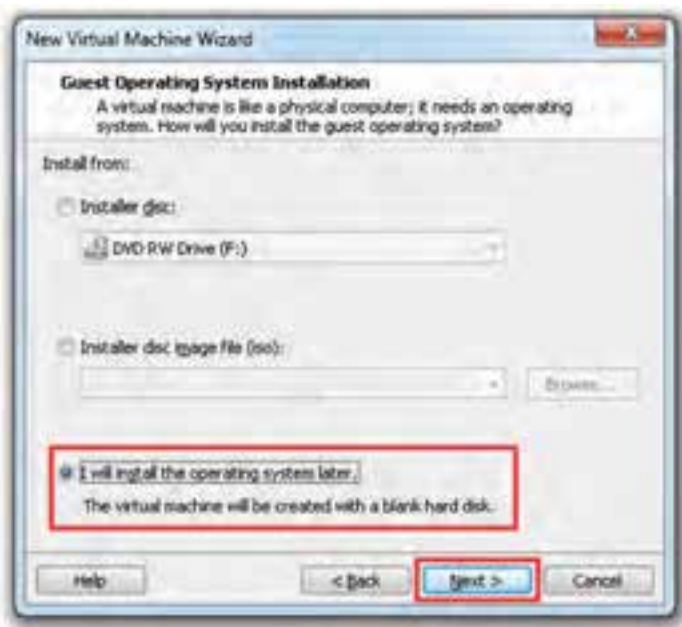 New Virtual Machine Wizard
Guest Operating System Installation
A virtual machine is like a physical computer; it needs an operating
system. How will you install the guest operating system?
Install from:
Installer disc:
DVD RW Drive (F:)
Installer disc image file (iso):
Browse...
I will install the operating system later.
The virtual machine will be created with a blank hard disk.
Help
< Back
Next >
Cancel